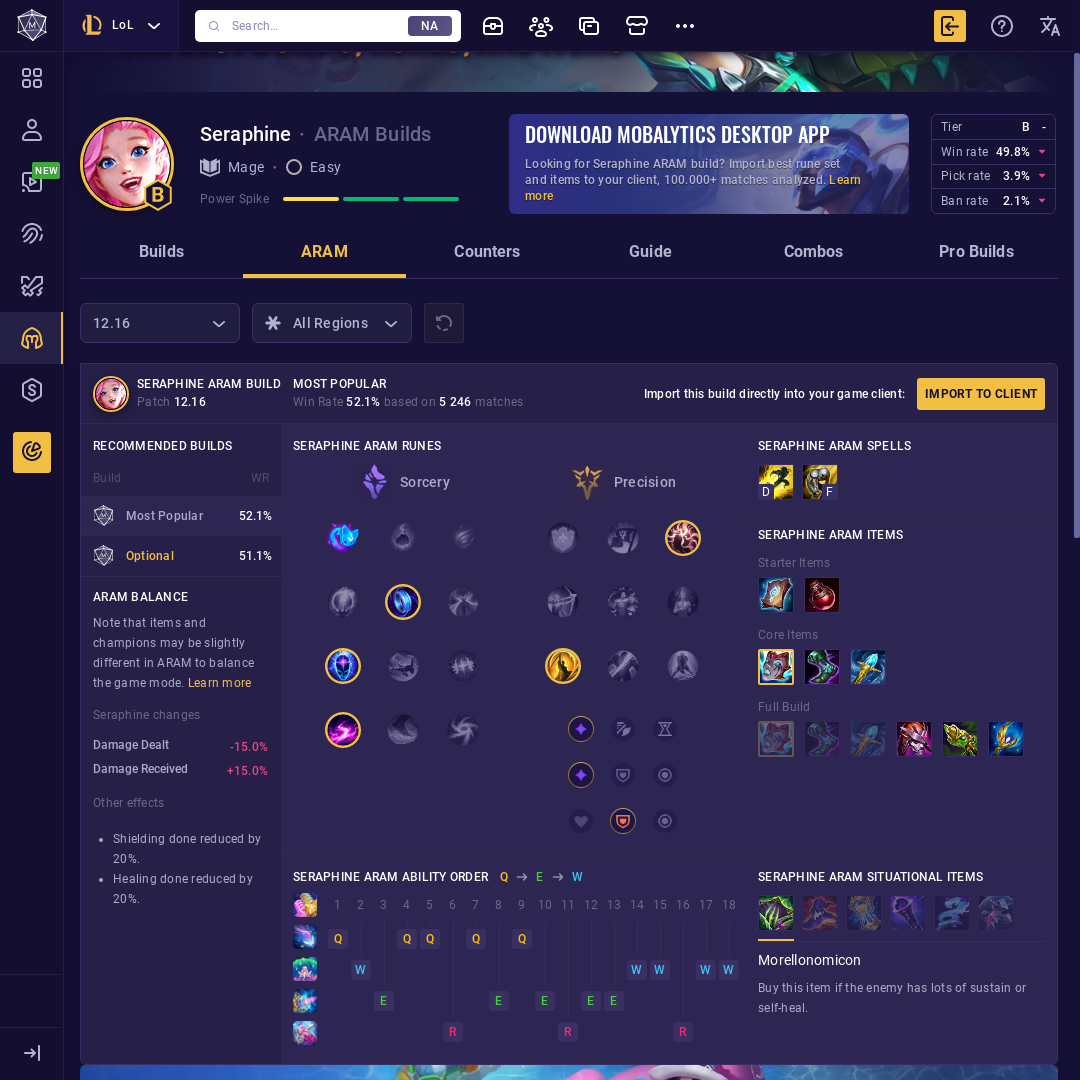 LoL
Search...
NA
NEW
Seraphine · ARAM Builds
Mage · Easy
Power Spike
B
DOWNLOAD MOBALYTICS DESKTOP APP
Looking for Seraphine ARAM build? Import best rune set
and items to your client, 100.000+ matches analyzed. Learn
more
Tier B -
Win rate 49.8%
Pick rate 3.9%
Ban rate 2.1%
Builds
ARAM
Counters
Guide
Combos
Pro Builds
12.16
All Regions
SERAPHINE ARAM BUILD
Patch 12.16
MOST POPULAR
Win Rate 52.1% based on 5 246 matches
Import this build directly into your game client:
IMPORT TO CLIENT
RECOMMENDED BUILDS
Build WR
Most Popular 52.1%
Optional 51.1%
ARAM BALANCE
Note that items and
champions may be slightly
different in ARAM to balance
the game mode. Learn more
Seraphine changes
Damage Dealt -15.0%
Damage Received +15.0%
Other effects
• Shielding done reduced by
20%.
• Healing done reduced by
20%.
SERAPHINE ARAM RUNES
Sorcery
Precision
SERAPHINE ARAM SPELLS
D
F
SERAPHINE ARAM ITEMS
Starter Items
Core Items
Full Build
SERAPHINE ARAM ABILITY ORDER Q → E → W
1 2 3 4 5 6 7 8 9 10 11 12 13 14 15 16 17 18
Q Q Q Q Q
W W W W W
E E E E E
R R R
SERAPHINE ARAM SITUATIONAL ITEMS
Morellonomicon
Buy this item if the enemy has lots of sustain or
self-heal.